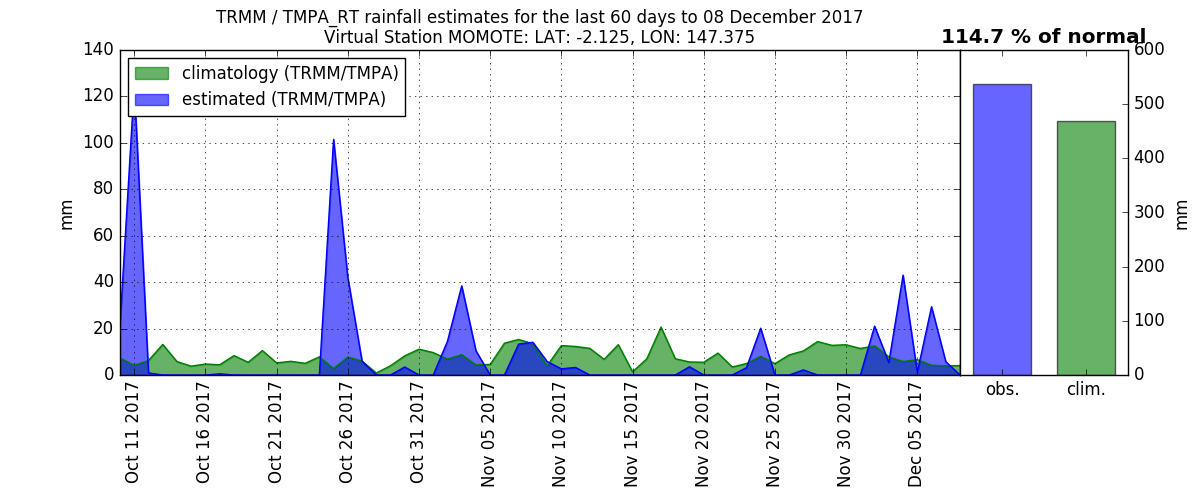 TRMM / TMPA_RT rainfall estimates for the last 60 days to 08 December 2017
Virtual Station MOMOTE: LAT: -2.125, LON: 147.375
114.7 % of normal
climatology (TRMM/TMPA)
estimated (TRMM/TMPA)
mm
140
120
100
80
60
40
20
0
Oct 11 2017
Oct 16 2017
Oct 21 2017
Oct 26 2017
Oct 31 2017
Nov 05 2017
Nov 10 2017
Nov 15 2017
Nov 20 2017
Nov 25 2017
Nov 30 2017
Dec 05 2017
obs.
clim.
600
500
400
300
200
100
0
mm